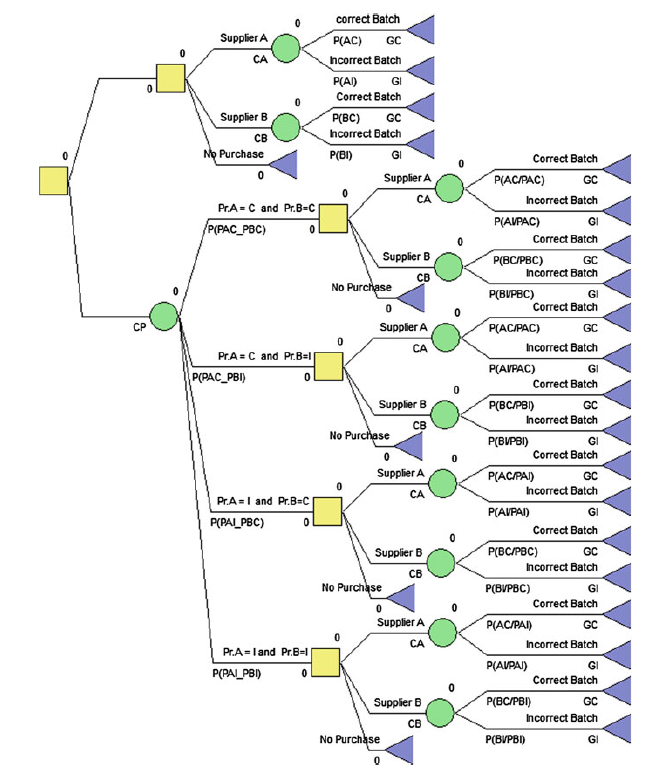 0
0
0
Supplier A
CA
correct Batch
P(AC) GC
Incorrect Batch
P(AI) GI
0
0
Supplier B
CB
Correct Batch
P(BC) GC
Incorrect Batch
P(BI) GI
No Purchase
0
0
CP
Pr.A = C and Pr.B=C
P(PAC_PBC)
0
0
Supplier A
CA
0
Correct Batch
P(AC/PAC) GC
Incorrect Batch
P(AI/PAC) GI
Supplier B
CB
0
Correct Batch
P(BC/PBC) GC
Incorrect Batch
P(BI/PBC) GI
No Purchase
0
Pr.A = C and Pr.B=I
P(PAC_PBI)
0
0
Supplier A
CA
0
Correct Batch
P(AC/PAC) GC
Incorrect Batch
P(AI/PAC) GI
Supplier B
CB
0
Correct Batch
P(BC/PBI) GC
Incorrect Batch
P(BI/PBI) GI
No Purchase
0
Pr.A = I and Pr.B=C
P(PAI_PBC)
0
0
Supplier A
CA
0
Correct Batch
P(AC/PAI) GC
Incorrect Batch
P(AI/PAI) GI
Supplier B
CB
0
Correct Batch
P(BC/PBC) GC
Incorrect Batch
P(BI/PBC) GI
No Purchase
0
Pr.A = I and Pr.B=I
P(PAI_PBI)
0
0
Supplier A
CA
0
Correct Batch
P(AC/PAI) GC
Incorrect Batch
P(AI/PAI) GI
Supplier B
CB
0
Correct Batch
P(BC/PBI) GC
Incorrect Batch
P(BI/PBI) GI
No Purchase
0